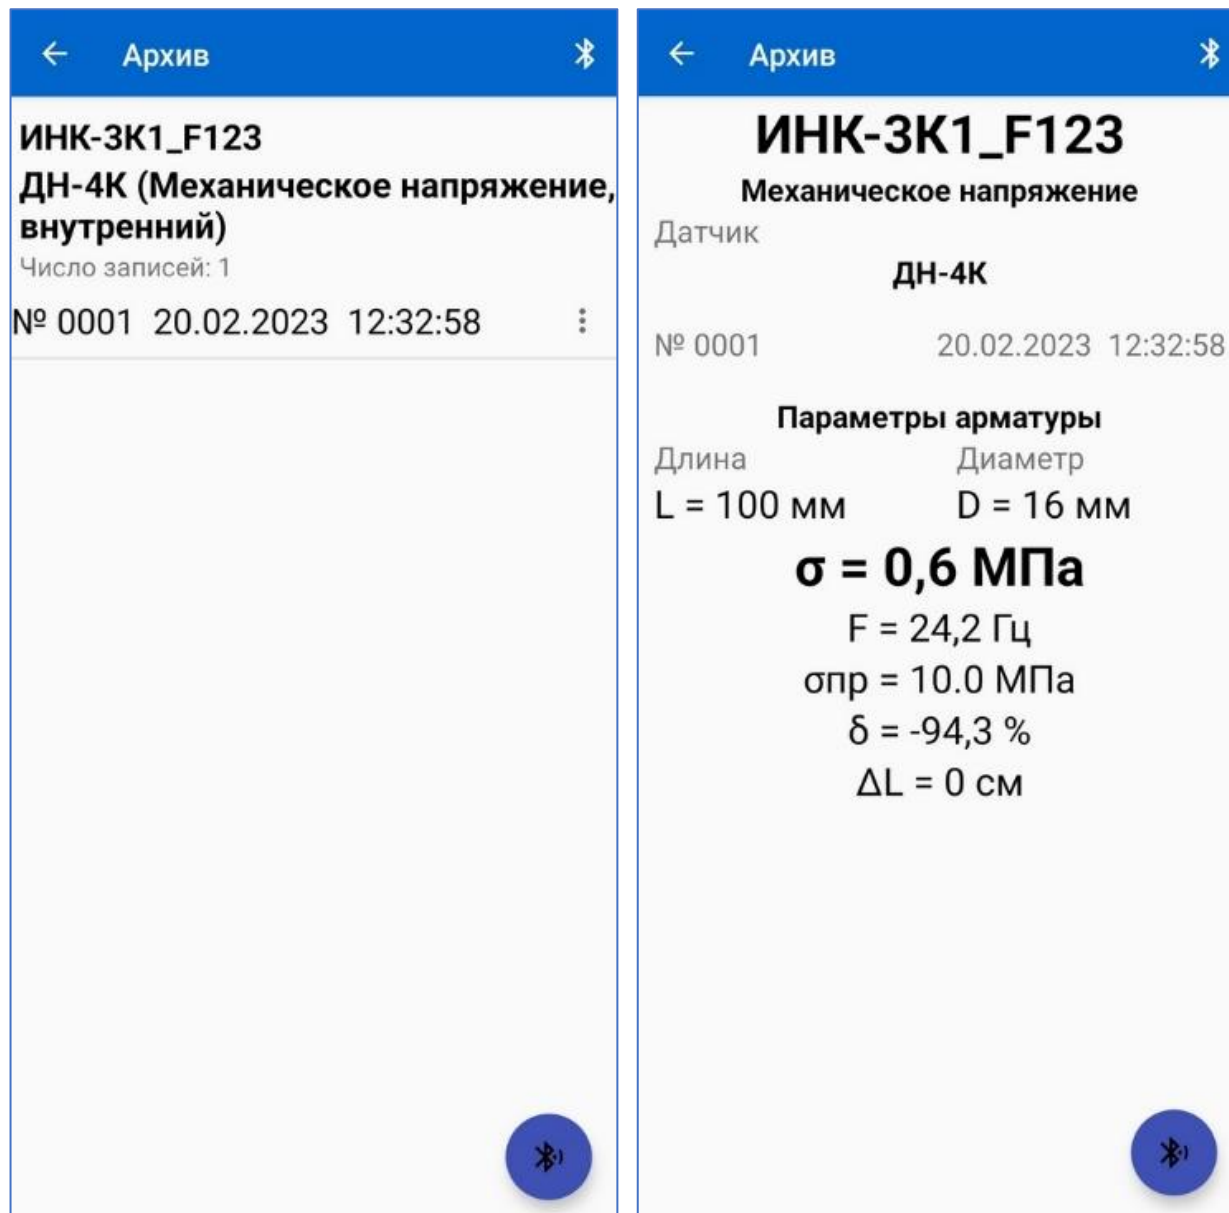 Архив
ИНК-3К1_F123
ДН-4К (Механическое напряжение,
внутренний)
Число записей: 1
№ 0001 20.02.2023 12:32:58
Архив
ИНК-3К1_F123
Механическое напряжение
Датчик
ДН-4К
№ 0001 20.02.2023 12:32:58
Параметры арматуры
Длина Диаметр
L = 100 мм D = 16 мм
σ = 0,6 МПа
F = 24,2 Гц
σпр = 10.0 МПа
δ = -94,3 %
ΔL = 0 см